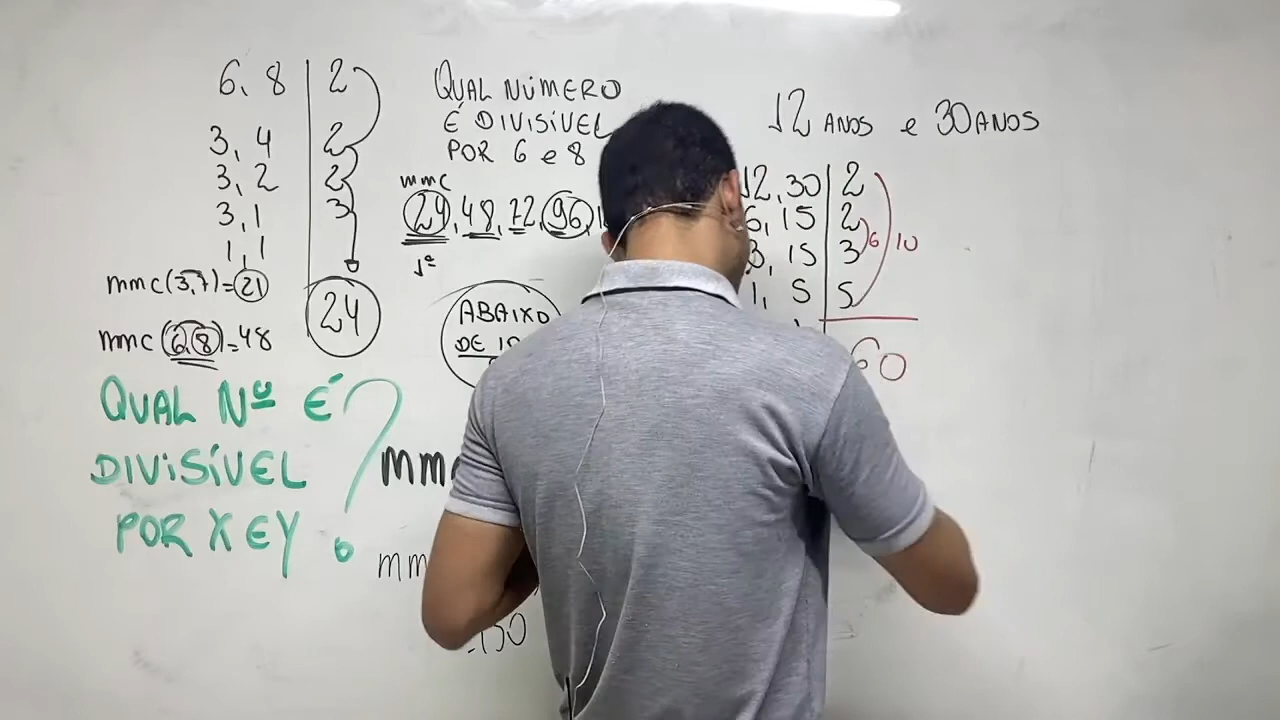 6, 8 | 2
3, 4 | 2
3, 2 | 2
3, 1 | 3
1, 1
24
mmc(3,7)=21
mmc(6,8)=48
QUAL Nº É
DIVISÍVEL
POR X E Y ?
QUAL NÚMERO
É DIVISÍVEL
POR 6 e 8
mmc
24, 48, 72, 96,
1º
ABAIXO
DE
12 ANOS e 30 ANOS
12, 30 | 2
6, 15 | 2
3, 15 | 3
1, 5 | 5
6
10
60